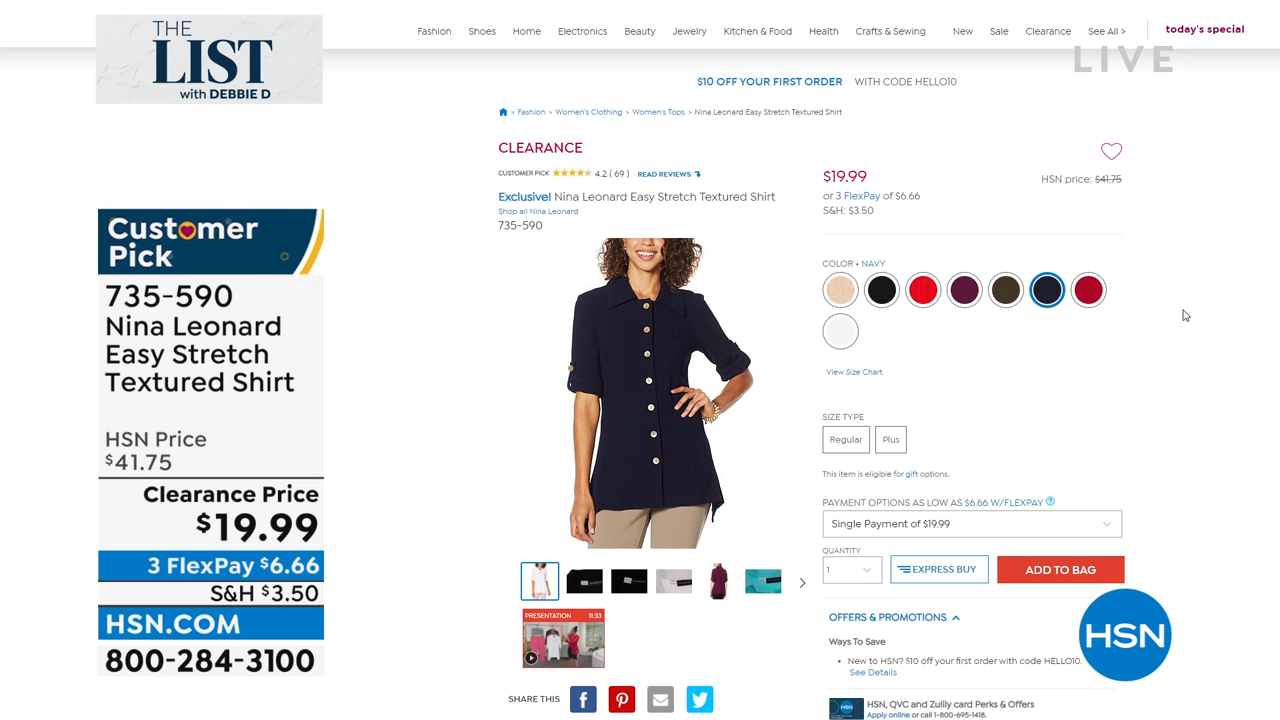 THE
LIST
with DEBBIE D
Fashion Shoes Home Electronics Beauty Jewelry Kitchen & Food Health Crafts & Sewing New Sale Clearance See All > today's special
LIVE
$10 OFF YOUR FIRST ORDER WITH CODE HELLO10
> Fashion > Women's Clothing > Women's Tops > Nina Leonard Easy Stretch Textured Shirt
CLEARANCE
CUSTOMER PICK 4.2 ( 69 ) READ REVIEWS
Exclusive! Nina Leonard Easy Stretch Textured Shirt
Shop all Nina Leonard
735-590
$19.99
HSN price: $41.75
or 3 FlexPay of $6.66
S&H: $3.50
COLOR • NAVY
View Size Chart
SIZE TYPE
Regular Plus
This item is eligible for gift options.
PAYMENT OPTIONS AS LOW AS $6.66 W/FLEXPAY ?
Single Payment of $19.99
QUANTITY
1 EXPRESS BUY ADD TO BAG
OFFERS & PROMOTIONS
Ways To Save
• New to HSN? $10 off your first order with code HELLO10.
See Details
HSN
HSN, QVC and Zulily card Perks & Offers
Apply online or call 1-800-695-1418.
PRESENTATION 11:33
SHARE THIS
Customer
Pick
735-590
Nina Leonard
Easy Stretch
Textured Shirt
HSN Price
$41.75
Clearance Price
$19.99
3 FlexPay $6.66
S&H $3.50
HSN.COM
800-284-3100
HSN